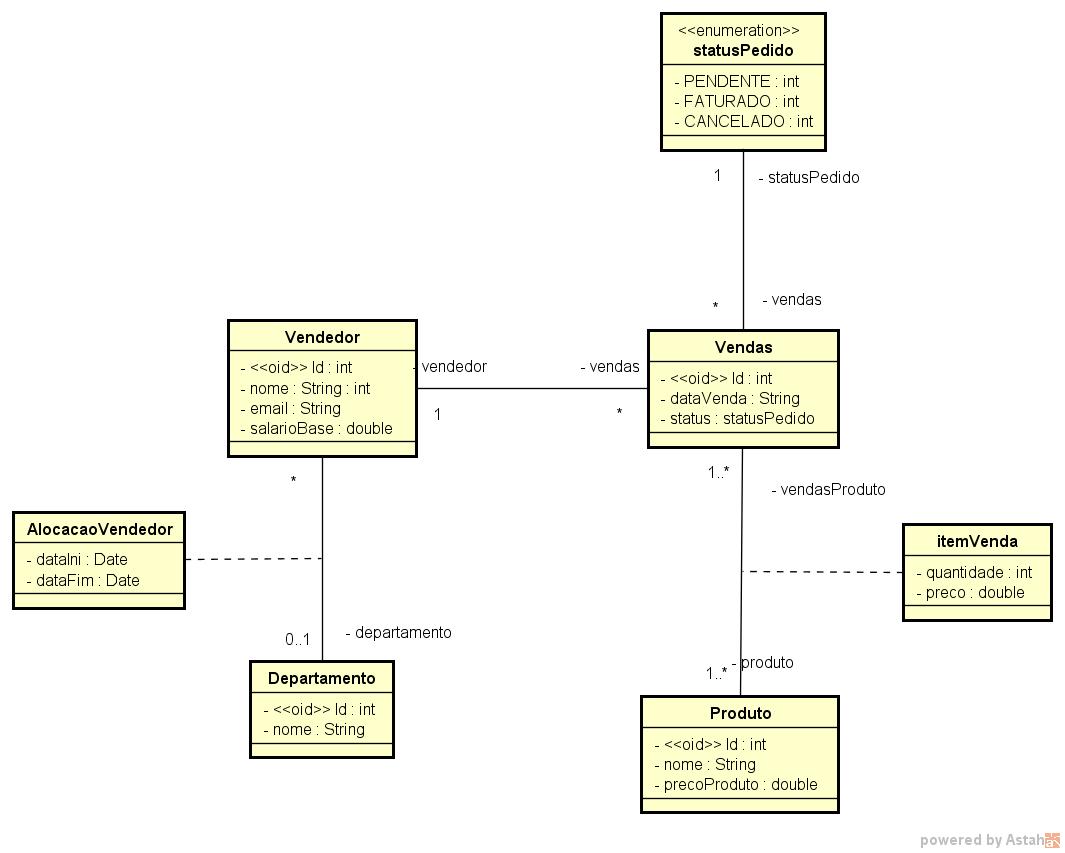 <<enumeration>>
statusPedido
- PENDENTE : int
- FATURADO : int
- CANCELADO : int
1
- statusPedido
- vendas
*
Vendedor
- <<oid>> Id : int
- nome : String : int
- email : String
- salarioBase : double
- vendedor
1
- vendas
*
Vendas
- <<oid>> Id : int
- dataVenda : String
- status : statusPedido
*
1..*
- vendasProduto
AlocacaoVendedor
- dataIni : Date
- dataFim : Date
itemVenda
- quantidade : int
- preco : double
0..1
- departamento
1..*
- produto
Departamento
- <<oid>> Id : int
- nome : String
Produto
- <<oid>> Id : int
- nome : String
- precoProduto : double
powered by Astah